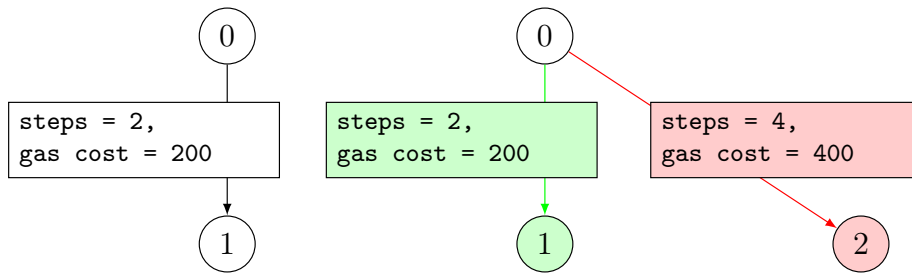 0
steps = 2,
gas cost = 200
1
0
steps = 2,
gas cost = 200
1
steps = 4,
gas cost = 400
2